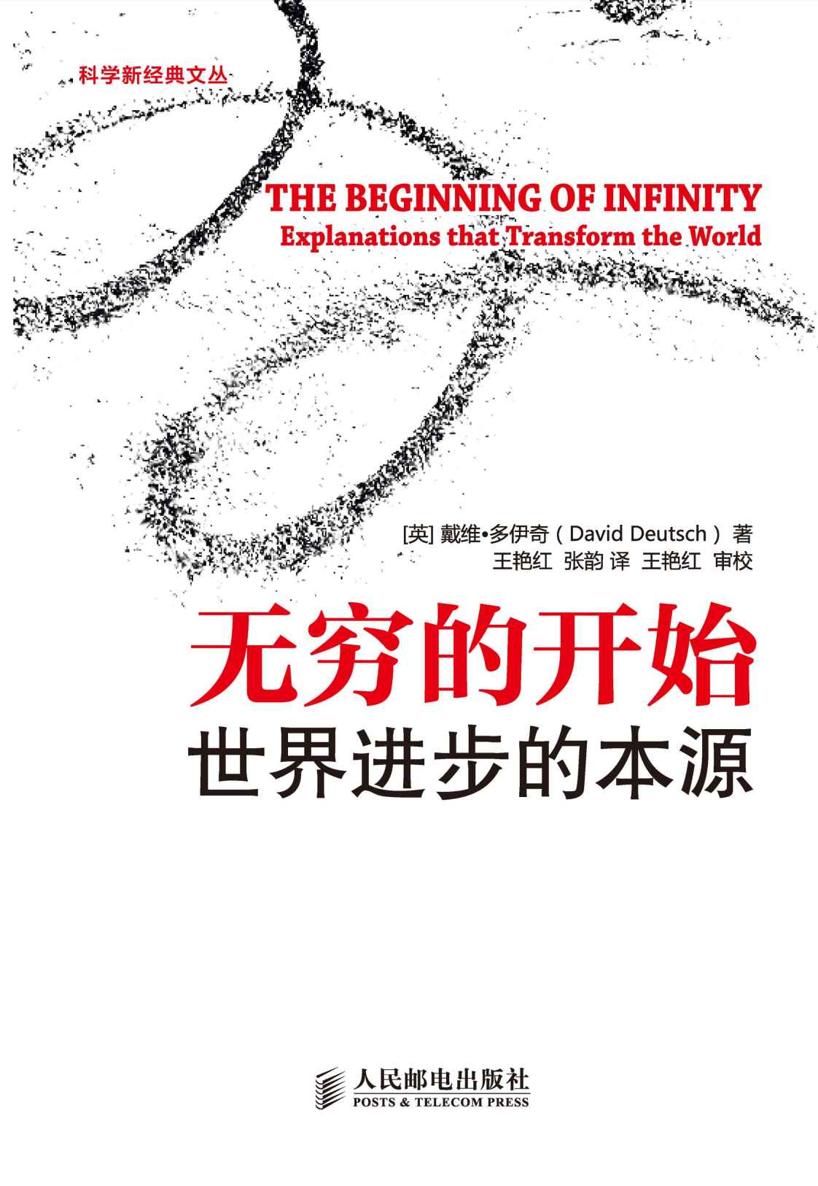 科学新经典文丛
THE BEGINNING OF INFINITY
Explanations that Transform the World
[英] 戴维•多伊奇（David Deutsch） 著
王艳红 张韵 译 王艳红 审校
无穷的开始
世界进步的本源
人民邮电出版社
POSTS & TELECOM PRESS